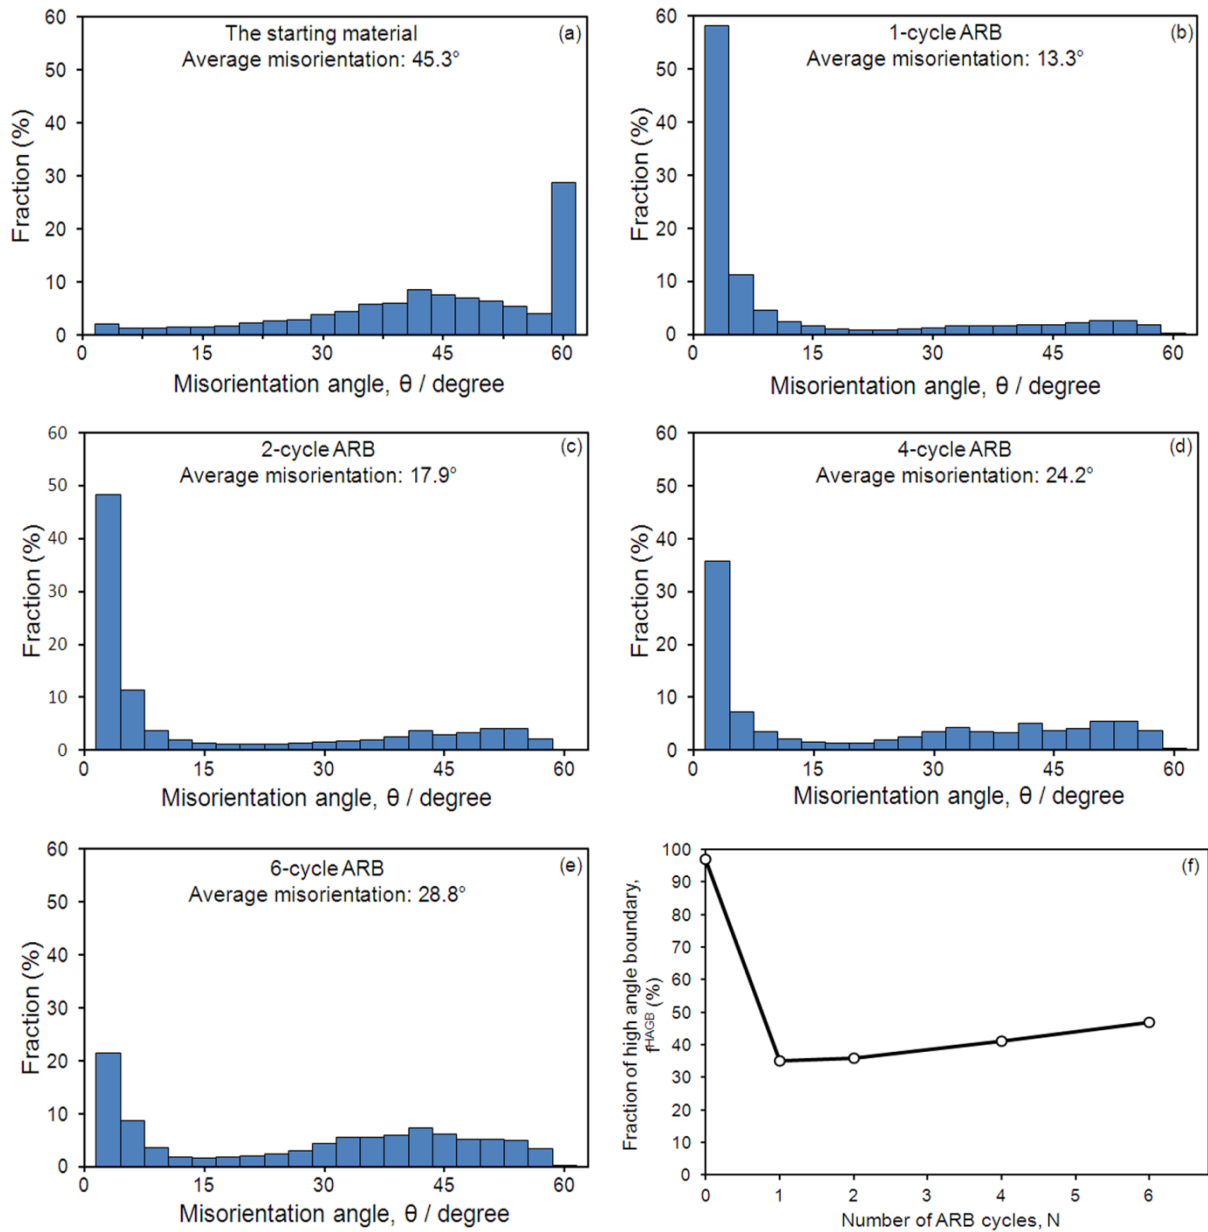 The starting material
Average misorientation: 45.3°
(a)
Fraction (%)
60
50
40
30
20
10
0
0 15 30 45 60
Misorientation angle, θ / degree
1-cycle ARB
Average misorientation: 13.3°
(b)
Fraction (%)
60
50
40
30
20
10
0
0 15 30 45 60
Misorientation angle, θ / degree
2-cycle ARB
Average misorientation: 17.9°
(c)
Fraction (%)
60
50
40
30
20
10
0
0 15 30 45 60
Misorientation angle, θ / degree
4-cycle ARB
Average misorientation: 24.2°
(d)
Fraction (%)
60
50
40
30
20
10
0
0 15 30 45 60
Misorientation angle, θ / degree
6-cycle ARB
Average misorientation: 28.8°
(e)
Fraction (%)
60
50
40
30
20
10
0
0 15 30 45 60
Misorientation angle, θ / degree
(f)
Fraction of high angle boundary,
fHAGB (%)
100
90
80
70
60
50
40
30
20
10
0
0 1 2 3 4 5 6
Number of ARB cycles, N